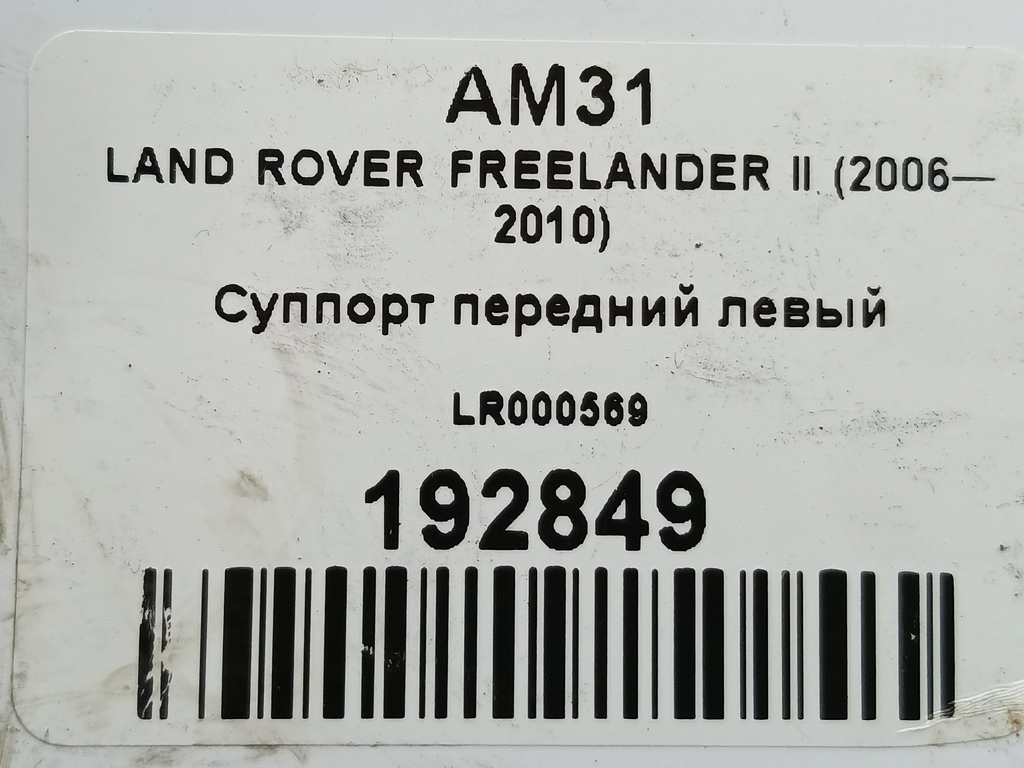 AM31
LAND ROVER FREELANDER II (2006—
2010)
Суппорт передний левый
LR000569
192849